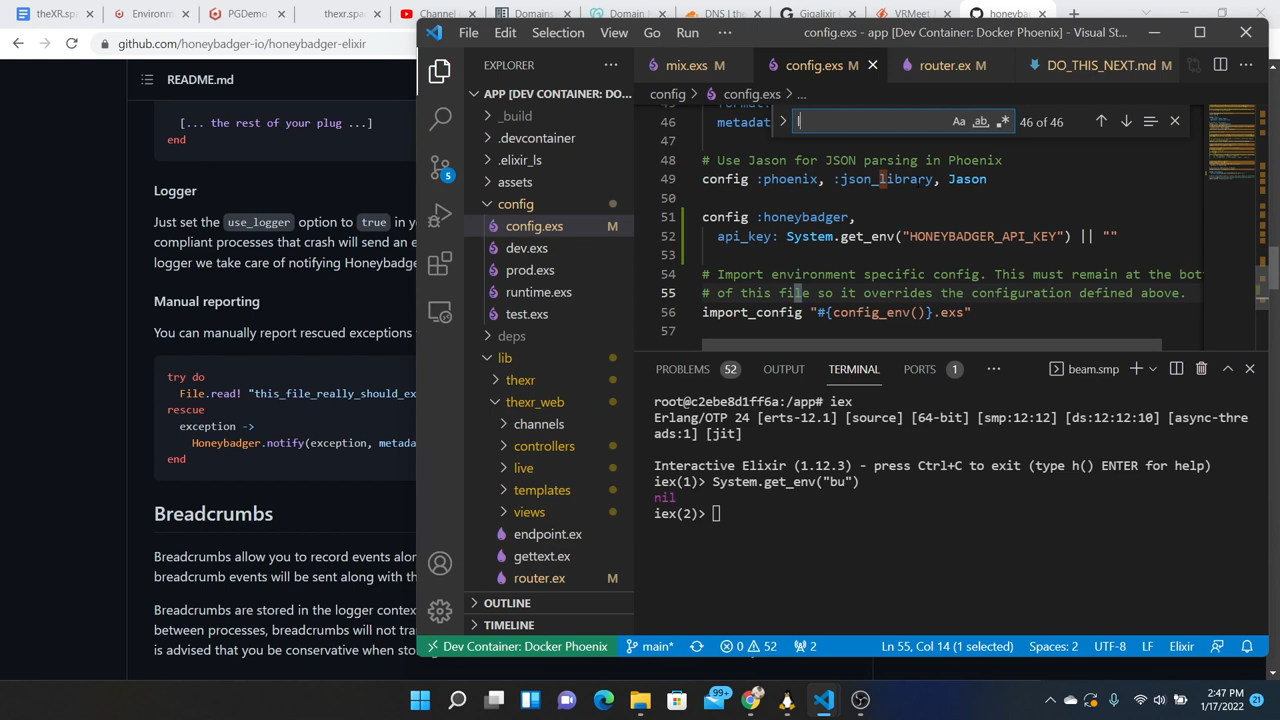 theXR.sp
Environm
PGDemo
thexr.spa
Channel
Domains
Domain N
DNS | th
Gigalixir
VRMeet
honeybad
github.com/honeybadger-io/honeybadger-elixir
README.md
[... the rest of your plug ...]
end
Logger
Just set the use_logger option to true in y
compliant processes that crash will send an e
logger we take care of notifying Honeybadge
Manual reporting
You can manually report rescued exceptions
try do
File.read! "this_file_really_should_ex
rescue
exception ->
Honeybadger.notify(exception, metada
end
Breadcrumbs
Breadcrumbs allow you to record events alon
breadcrumb events will be sent along with th
Breadcrumbs are stored in the logger contex
between processes, breadcrumbs will not tra
is advised that you be conservative when sto
File Edit Selection View Go Run ···
config.exs - app [Dev Container: Docker Phoenix] - Visual St...
EXPLORER
APP [DEV CONTAINER: DO...
_build
.devcontainer
.elixir_ls
assets
config
config.exs M
dev.exs
prod.exs
runtime.exs
test.exs
deps
lib
thexr
thexr_web
channels
controllers
live
templates
views
endpoint.ex
gettext.ex
router.ex M
OUTLINE
TIMELINE
5
mix.exs M
config.exs M
router.ex M
DO_THIS_NEXT.md M
config > config.exs > ...
l
Aa ab .* 46 of 46
45 format:
46 metadat
47
48 # Use Jason for JSON parsing in Phoenix
49 config :phoenix, :json_library, Jason
50
51 config :honeybadger,
52 api_key: System.get_env("HONEYBADGER_API_KEY") || ""
53
54 # Import environment specific config. This must remain at the bot
55 # of this file so it overrides the configuration defined above.
56 import_config "#{config_env()}.exs"
57
PROBLEMS 52 OUTPUT TERMINAL PORTS 1 ··· beam.smp
root@c2ebe8d1ff6a:/app# iex
Erlang/OTP 24 [erts-12.1] [source] [64-bit] [smp:12:12] [ds:12:12:10] [async-thre
ads:1] [jit]
Interactive Elixir (1.12.3) - press Ctrl+C to exit (type h() ENTER for help)
iex(1)> System.get_env("bu")
nil
iex(2)>
Dev Container: Docker Phoenix main* 0 52 2 Ln 55, Col 14 (1 selected) Spaces: 2 UTF-8 LF Elixir
99+
2:47 PM
1/17/2022
21